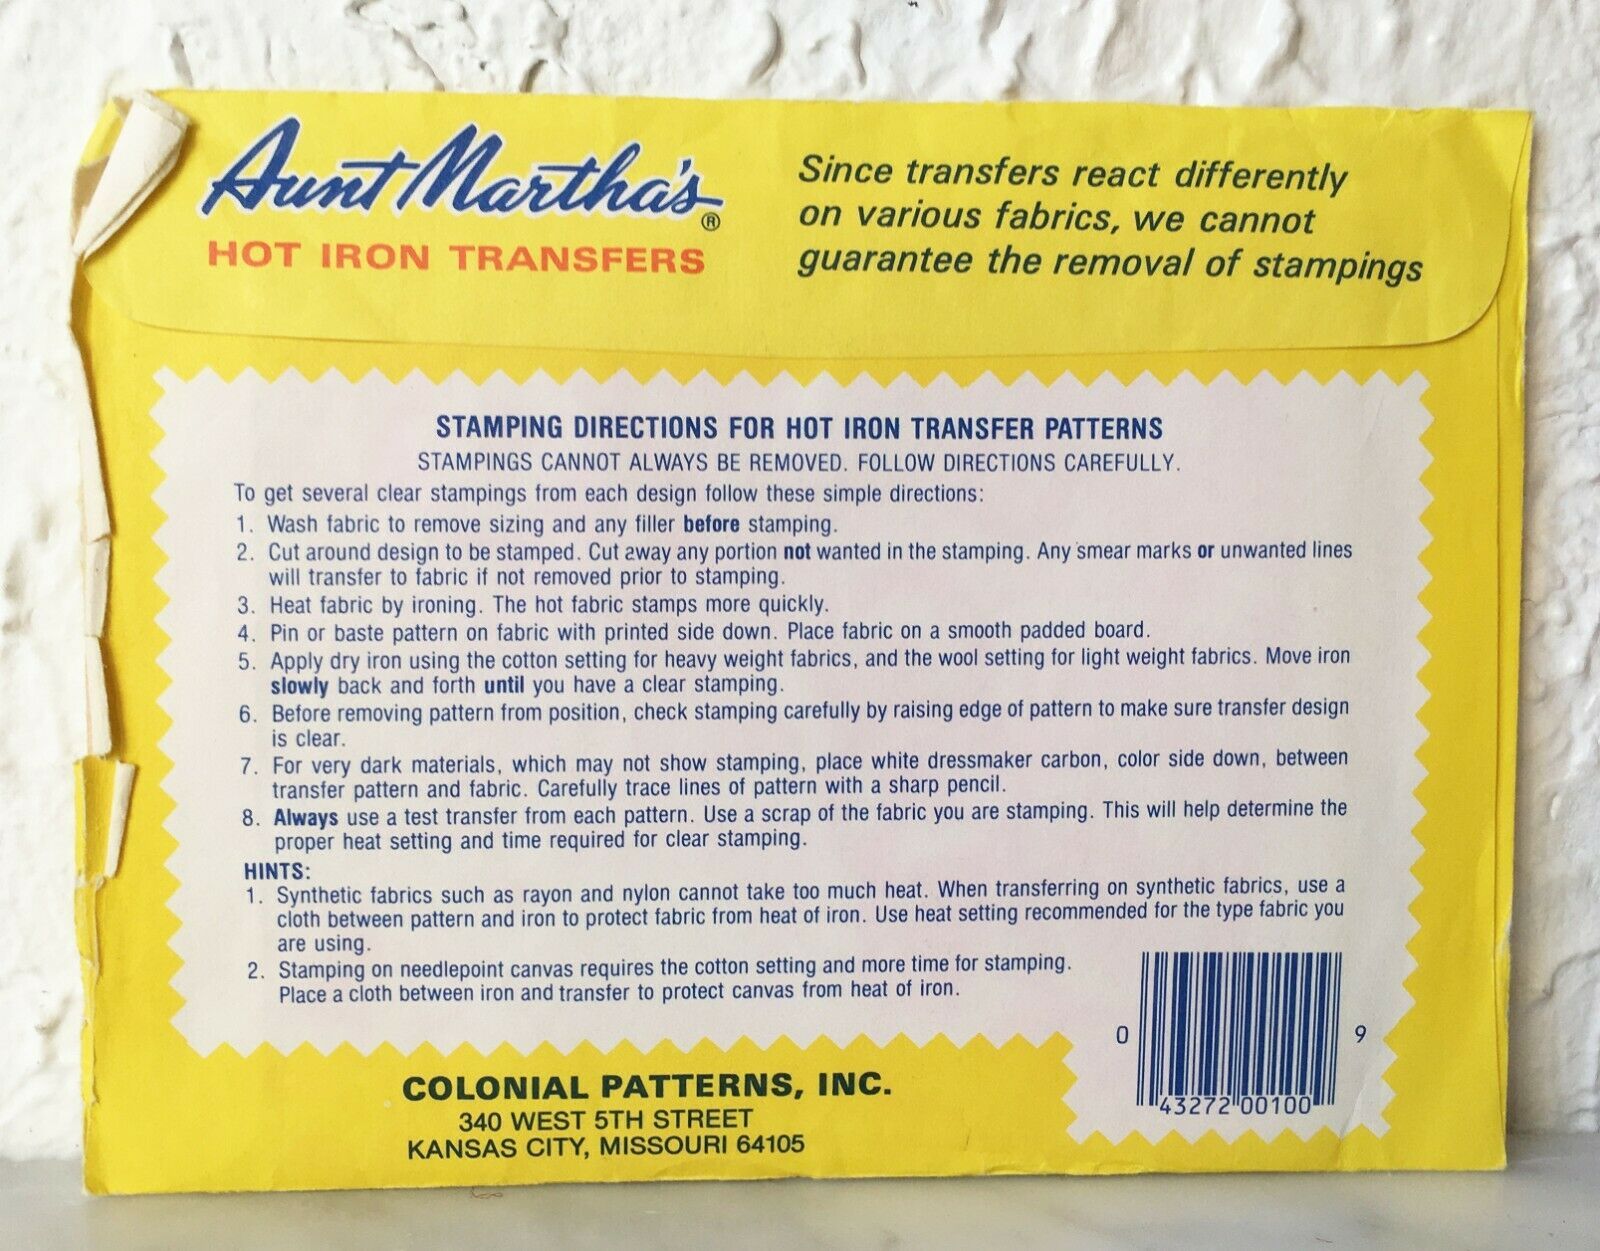 Aunt Martha's®
HOT IRON TRANSFERS
Since transfers react differently
on various fabrics, we cannot
guarantee the removal of stampings
STAMPING DIRECTIONS FOR HOT IRON TRANSFER PATTERNS
STAMPINGS CANNOT ALWAYS BE REMOVED. FOLLOW DIRECTIONS CAREFULLY.
To get several clear stampings from each design follow these simple directions:
1. Wash fabric to remove sizing and any filler before stamping.
2. Cut around design to be stamped. Cut away any portion not wanted in the stamping. Any smear marks or unwanted lines
will transfer to fabric if not removed prior to stamping.
3. Heat fabric by ironing. The hot fabric stamps more quickly.
4. Pin or baste pattern on fabric with printed side down. Place fabric on a smooth padded board.
5. Apply dry iron using the cotton setting for heavy weight fabrics, and the wool setting for light weight fabrics. Move iron
slowly back and forth until you have a clear stamping.
6. Before removing pattern from position, check stamping carefully by raising edge of pattern to make sure transfer design
is clear.
7. For very dark materials, which may not show stamping, place white dressmaker carbon, color side down, between
transfer pattern and fabric. Carefully trace lines of pattern with a sharp pencil.
8. Always use a test transfer from each pattern. Use a scrap of the fabric you are stamping. This will help determine the
proper heat setting and time required for clear stamping.
HINTS:
1. Synthetic fabrics such as rayon and nylon cannot take too much heat. When transferring on synthetic fabrics, use a
cloth between pattern and iron to protect fabric from heat of iron. Use heat setting recommended for the type fabric you
are using.
2. Stamping on needlepoint canvas requires the cotton setting and more time for stamping.
Place a cloth between iron and transfer to protect canvas from heat of iron.
0 43272 00100 9
COLONIAL PATTERNS, INC.
340 WEST 5TH STREET
KANSAS CITY, MISSOURI 64105